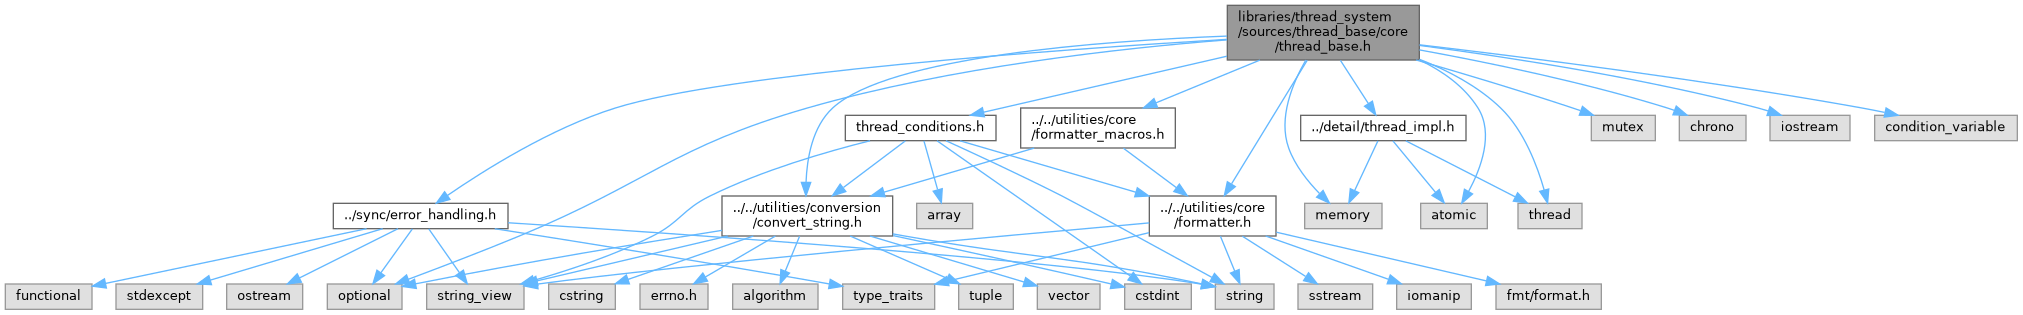 libraries/thread_system
/sources/thread_base/core
/thread_base.h
../../utilities/core
/formatter_macros.h
thread_conditions.h
../detail/thread_impl.h
mutex
chrono
iostream
condition_variable
../sync/error_handling.h
../../utilities/conversion
/convert_string.h
array
../../utilities/core
/formatter.h
memory
atomic
thread
functional
stdexcept
ostream
optional
string_view
cstring
errno.h
algorithm
type_traits
tuple
vector
cstdint
string
sstream
iomanip
fmt/format.h